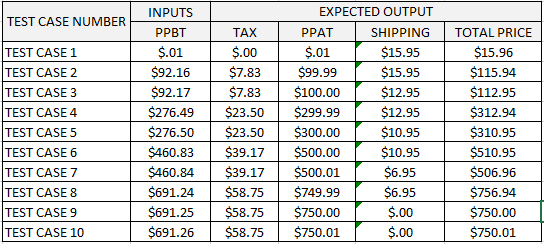 TEST CASE NUMBER INPUTS EXPECTED OUTPUT
PPBT TAX PPAT SHIPPING TOTAL PRICE
TEST CASE 1 $.01 $.00 $.01 $15.95 $15.96
TEST CASE 2 $92.16 $7.83 $99.99 $15.95 $115.94
TEST CASE 3 $92.17 $7.83 $100.00 $12.95 $112.95
TEST CASE 4 $276.49 $23.50 $299.99 $12.95 $312.94
TEST CASE 5 $276.50 $23.50 $300.00 $10.95 $310.95
TEST CASE 6 $460.83 $39.17 $500.00 $10.95 $510.95
TEST CASE 7 $460.84 $39.17 $500.01 $6.95 $506.96
TEST CASE 8 $691.24 $58.75 $749.99 $6.95 $756.94
TEST CASE 9 $691.25 $58.75 $750.00 $.00 $750.00
TEST CASE 10 $691.26 $58.75 $750.01 $.00 $750.01